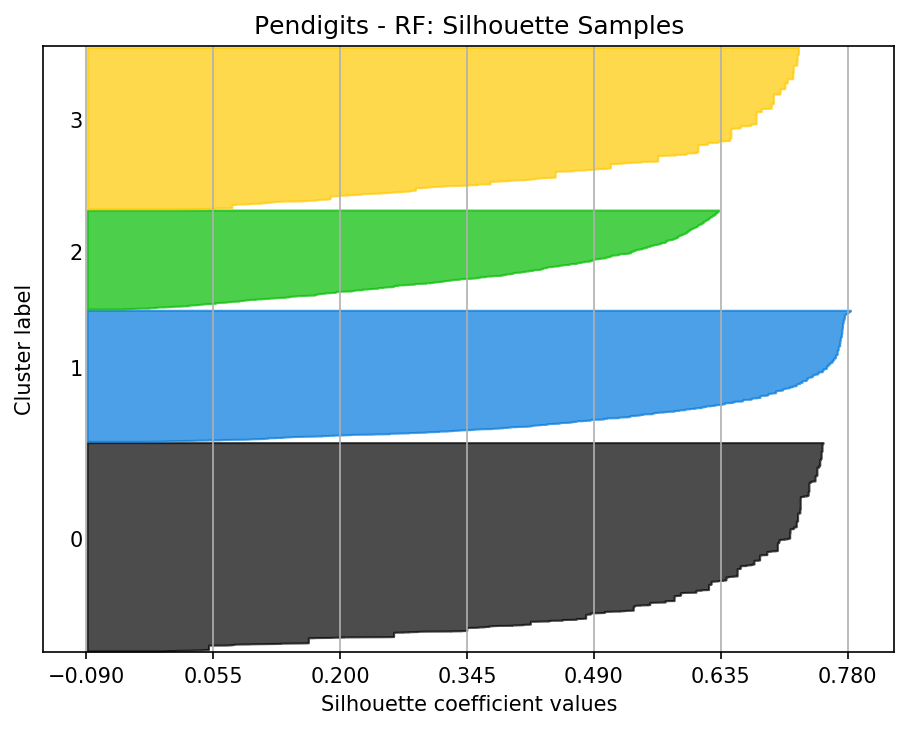 Pendigits - RF: Silhouette Samples
3
2
1
0
Cluster label
−0.090 0.055 0.200 0.345 0.490 0.635 0.780
Silhouette coefficient values